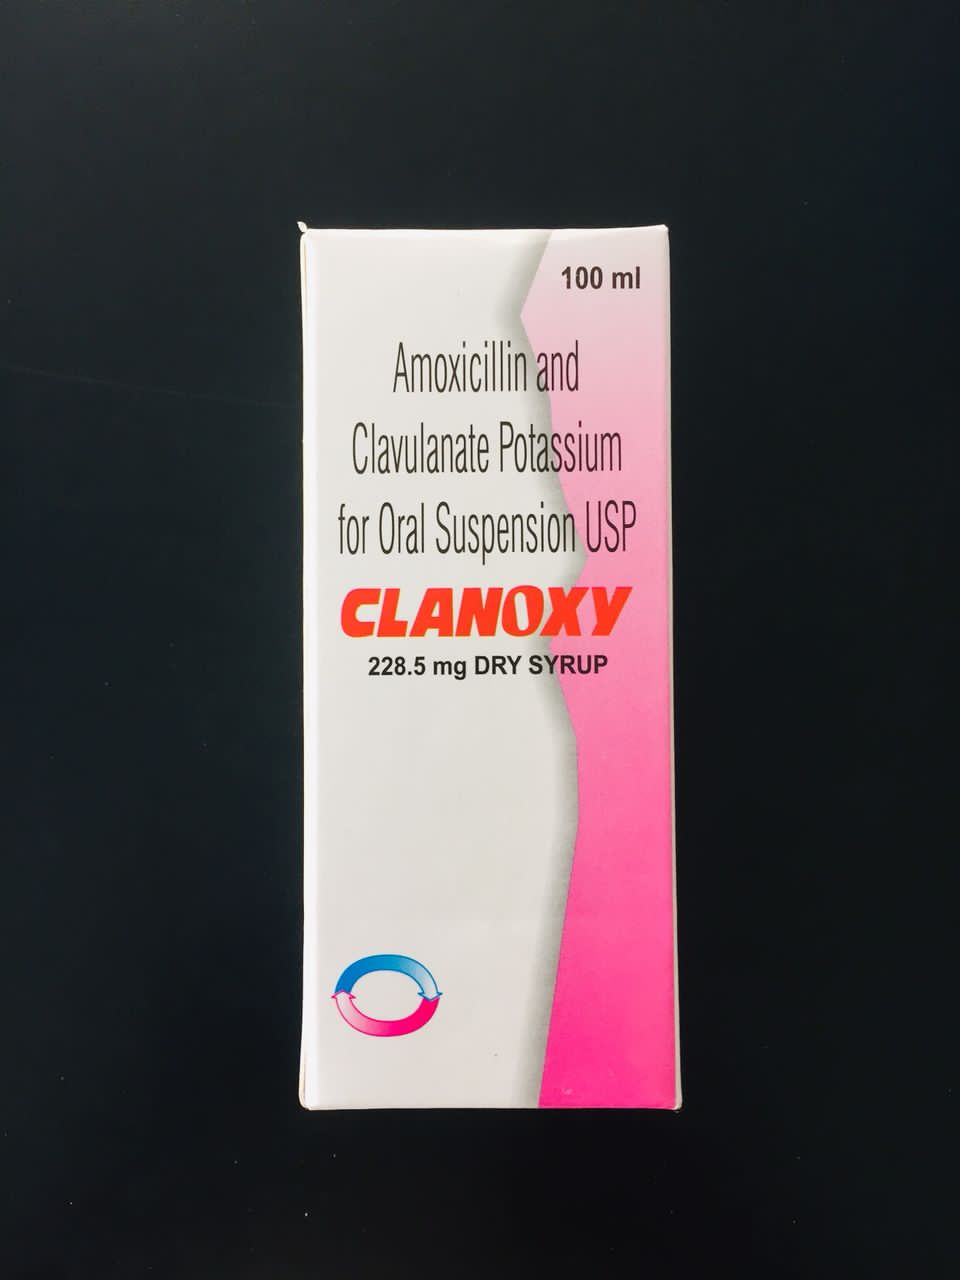 100 ml
Amoxicillin and
Clavulanate Potassium
for Oral Suspension USP
CLANOXY
228.5 mg DRY SYRUP